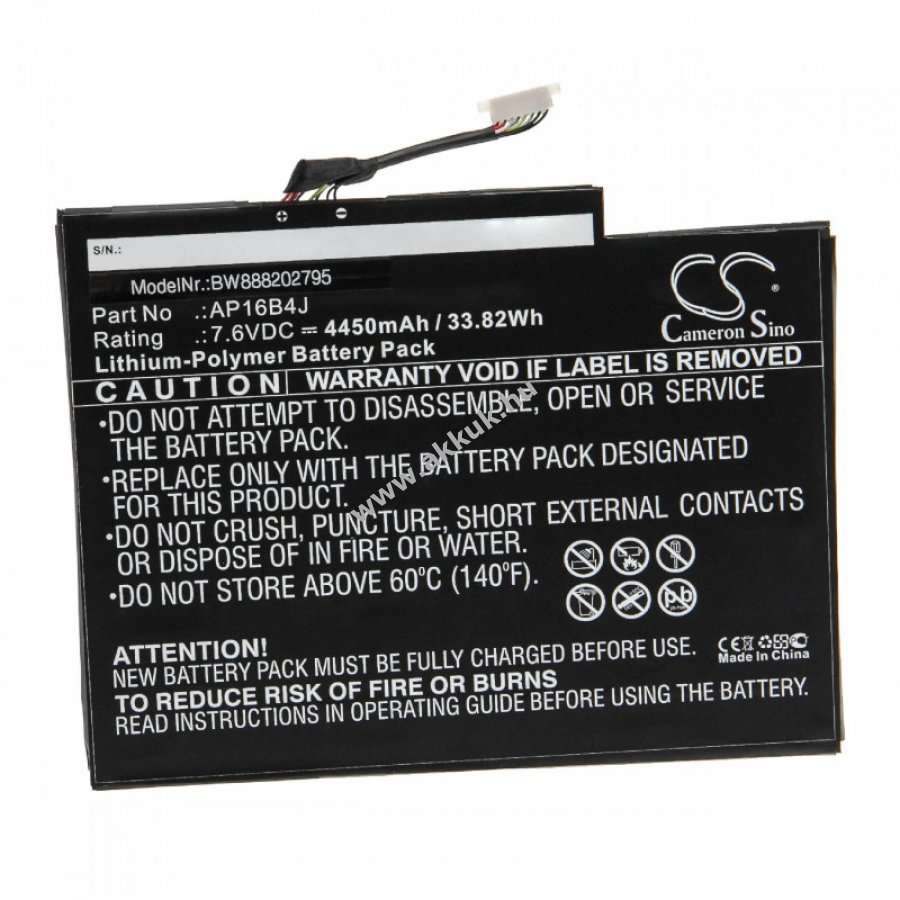 S/N.:
ModelNr.:BW888202795
Part No .: AP16B4J
Rating .: 7.6VDC ⎓ 4450mAh / 33.82Wh
Lithium-Polymer Battery Pack
CS
Cameron Sino
CAUTION WARRANTY VOID IF LABEL IS REMOVED
•DO NOT ATTEMPT TO DISASSEMBLE, OPEN OR SERVICE
THE BATTERY PACK.
•REPLACE ONLY WITH THE BATTERY PACK DESIGNATED
FOR THIS PRODUCT.
•DO NOT CRUSH, PUNCTURE, SHORT EXTERNAL CONTACTS
OR DISPOSE OF IN FIRE OR WATER.
•DO NOT STORE ABOVE 60°C (140°F).
www.akkuk.hu
Pb
ATTENTION!
NEW BATTERY PACK MUST BE FULLY CHARGED BEFORE USE.
TO REDUCE RISK OF FIRE OR BURNS
READ INSTRUCTIONS IN OPERATING GUIDE BEFORE USING THE BATTERY.
CE FC
Made In China